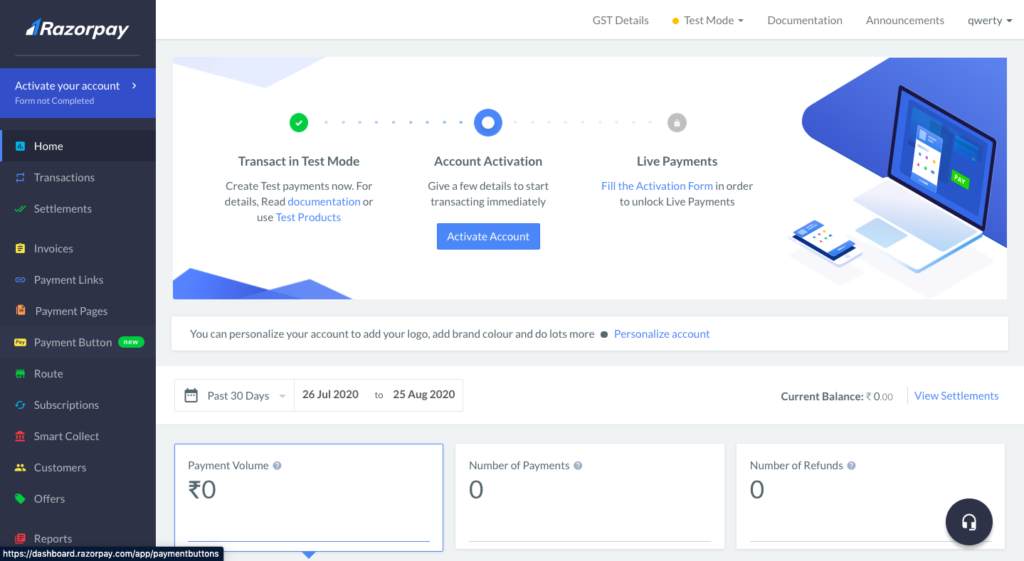 Razorpay
GST Details
Test Mode
Documentation
Announcements
qwerty
Activate your account
Form not Completed
Home
Transactions
Settlements
Invoices
Payment Links
Payment Pages
Pay
Payment Button
new
Route
Subscriptions
Smart Collect
Customers
Offers
Reports
https://dashboard.razorpay.com/app/paymentbuttons
Transact in Test Mode
Create Test payments now. For
details, Read documentation or
use Test Products
Account Activation
Give a few details to start
transacting immediately
Activate Account
Live Payments
Fill the Activation Form in order
to unlock Live Payments
PAY
You can personalize your account to add your logo, add brand colour and do lots more
Personalize account
Past 30 Days
26 Jul 2020 to 25 Aug 2020
Current Balance: ₹ 0.00
View Settlements
Payment Volume
₹0
Number of Payments
0
Number of Refunds
0